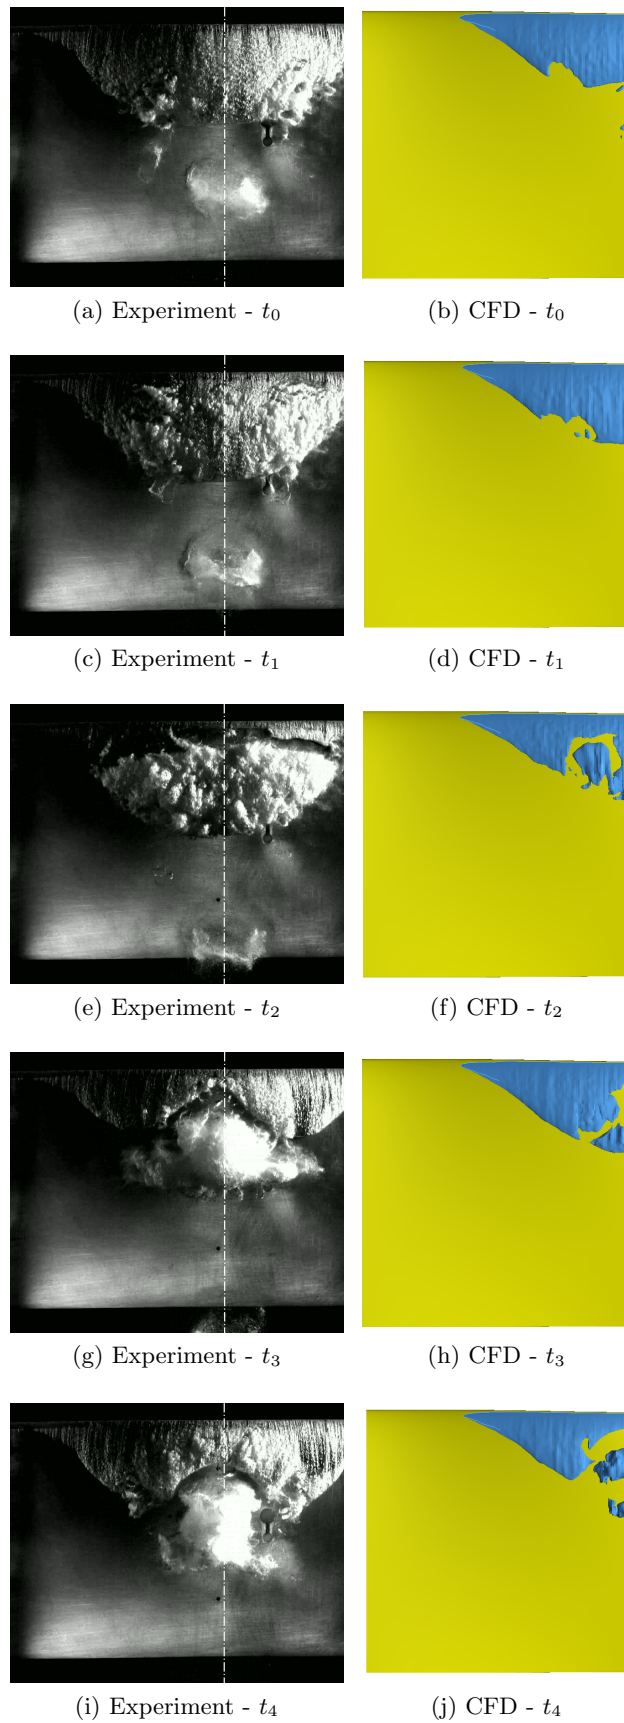 (a) Experiment - t0 (b) CFD - t0
(c) Experiment - t1 (d) CFD - t1
(e) Experiment - t2 (f) CFD - t2
(g) Experiment - t3 (h) CFD - t3
(i) Experiment - t4 (j) CFD - t4